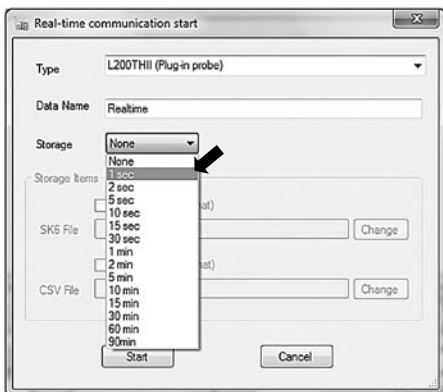 Real-time communication start
Type L200THII (Plug-in probe)
Data Name Realtime
Storage None
None
1 sec
Storage Items 2 sec
5 sec
10 sec
SK6 File 15 sec Change
30 sec
1 min
2 min
5 min
CSV File 10 min Change
15 min
30 min
60 min
90min
Start Cancel